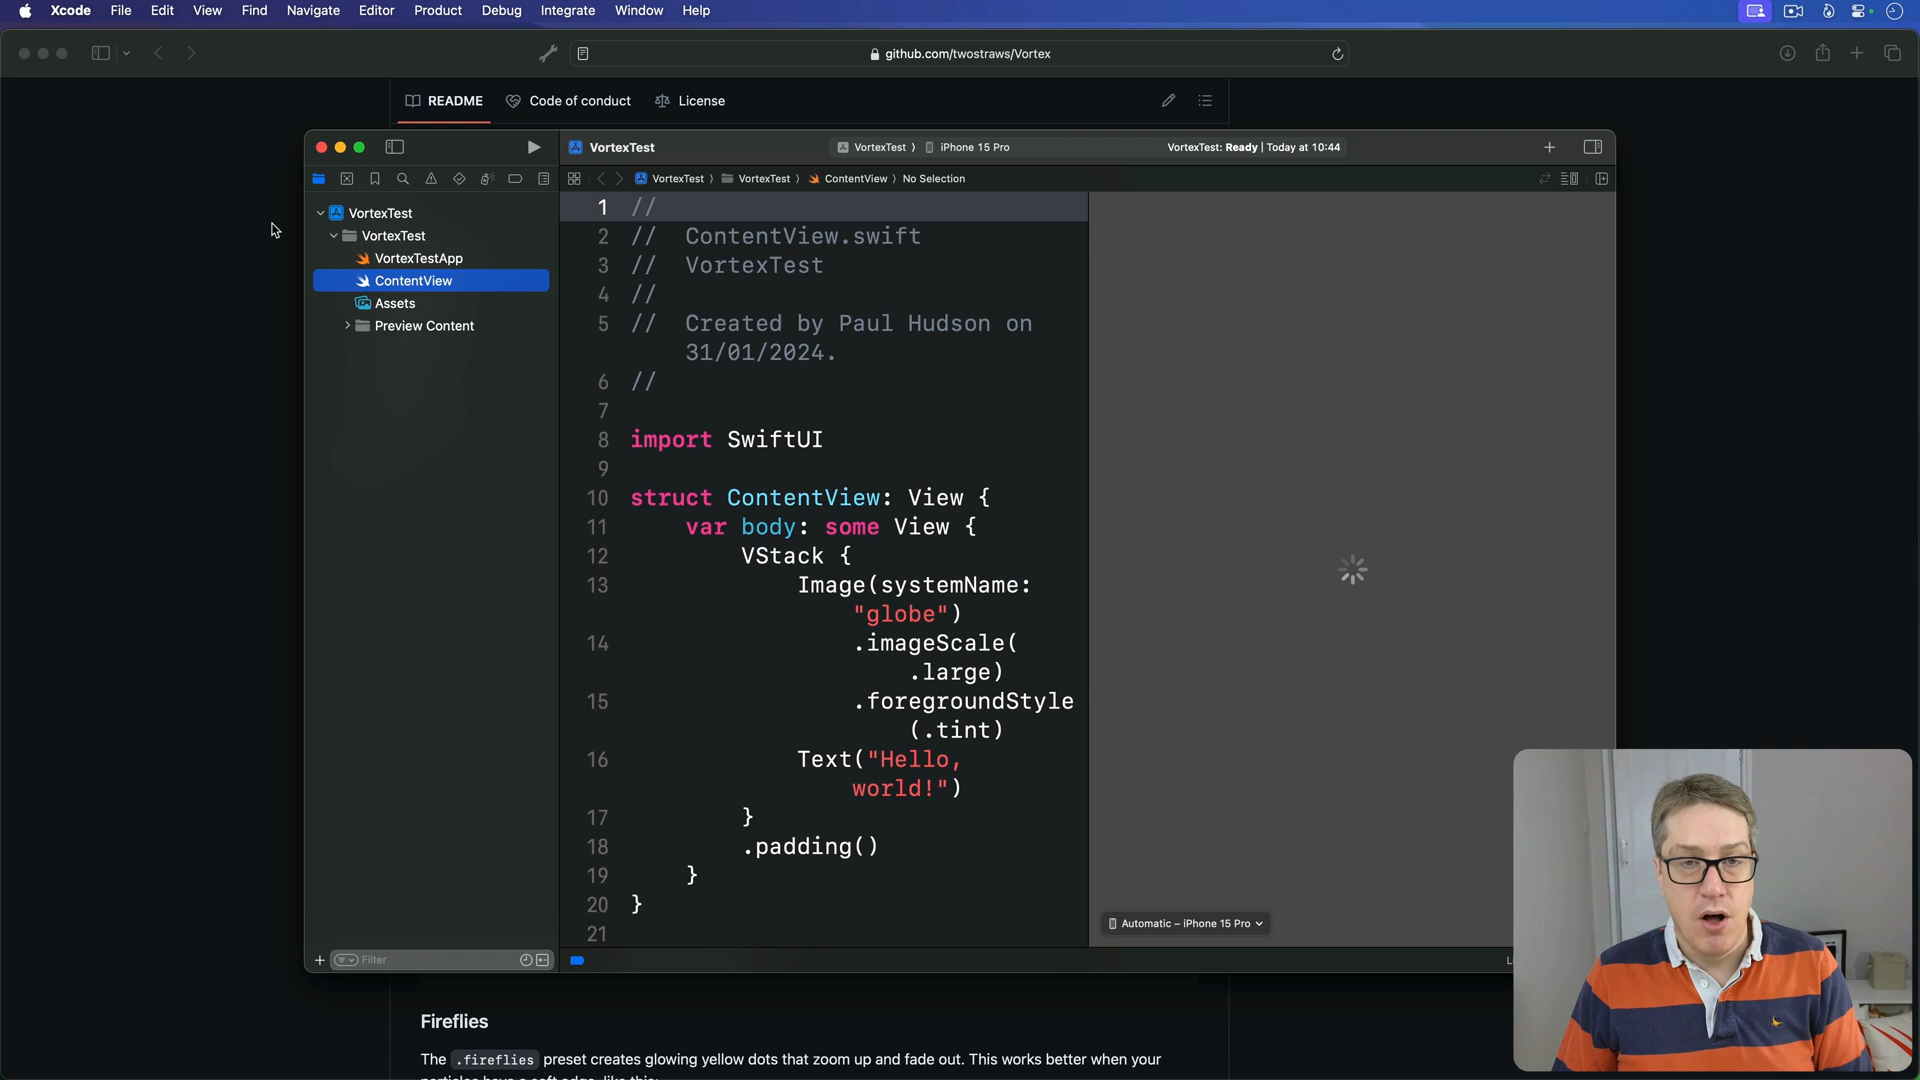 Xcode File Edit View Find Navigate Editor Product Debug Integrate Window Help
github.com/twostraws/Vortex
README Code of conduct License
VortexTest VortexTest iPhone 15 Pro VortexTest: Ready | Today at 10:44
VortexTest VortexTest ContentView No Selection
VortexTest
VortexTest
VortexTestApp
ContentView
Assets
Preview Content
1 //
2 // ContentView.swift
3 // VortexTest
4 //
5 // Created by Paul Hudson on
31/01/2024.
6 //
7
8 import SwiftUI
9
10 struct ContentView: View {
11 var body: some View {
12 VStack {
13 Image(systemName:
"globe")
14 .imageScale(
.large)
15 .foregroundStyle
(.tint)
16 Text("Hello,
world!")
17 }
18 .padding()
19 }
20 }
21
Automatic – iPhone 15 Pro
Filter
Fireflies
The .fireflies preset creates glowing yellow dots that zoom up and fade out. This works better when your